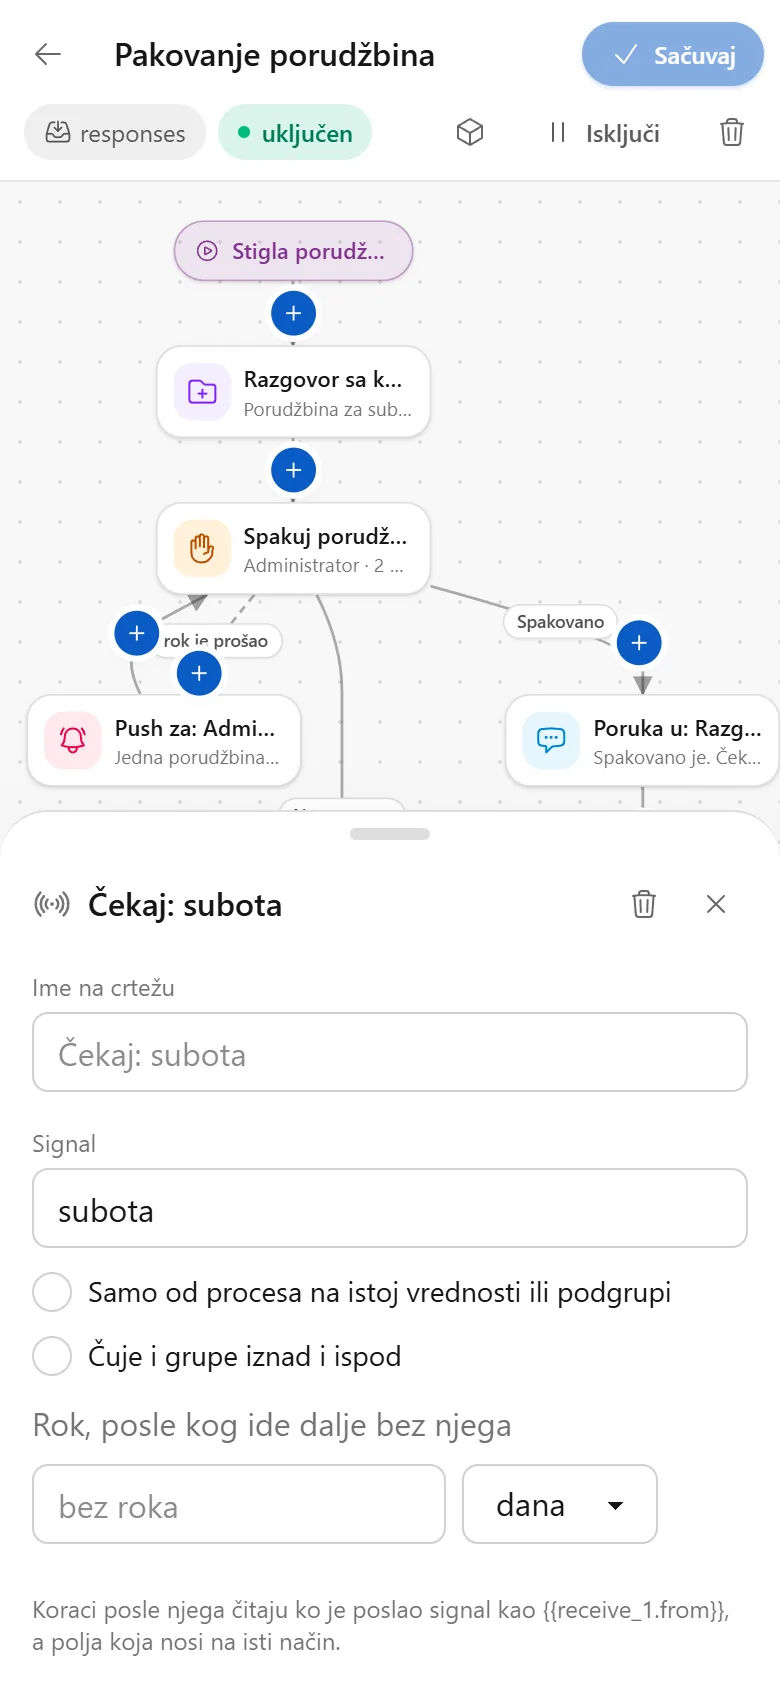 Pakovanje porudžbina
Sačuvaj
responses
uključen
Isključi
Stigla porudž...
Razgovor sa k...
Porudžbina za sub...
Spakuj porudž...
Administrator · 2 ...
Spakovano
rok je prošao
Push za: Admi...
Jedna porudžbina...
Poruka u: Razg...
Spakovano je. Ček...
Čekaj: subota
Ime na crtežu
Čekaj: subota
Signal
subota
Samo od procesa na istoj vrednosti ili podgrupi
Čuje i grupe iznad i ispod
Rok, posle kog ide dalje bez njega
bez roka
dana
Koraci posle njega čitaju ko je poslao signal kao {{receive_1.from}},
a polja koja nosi na isti način.